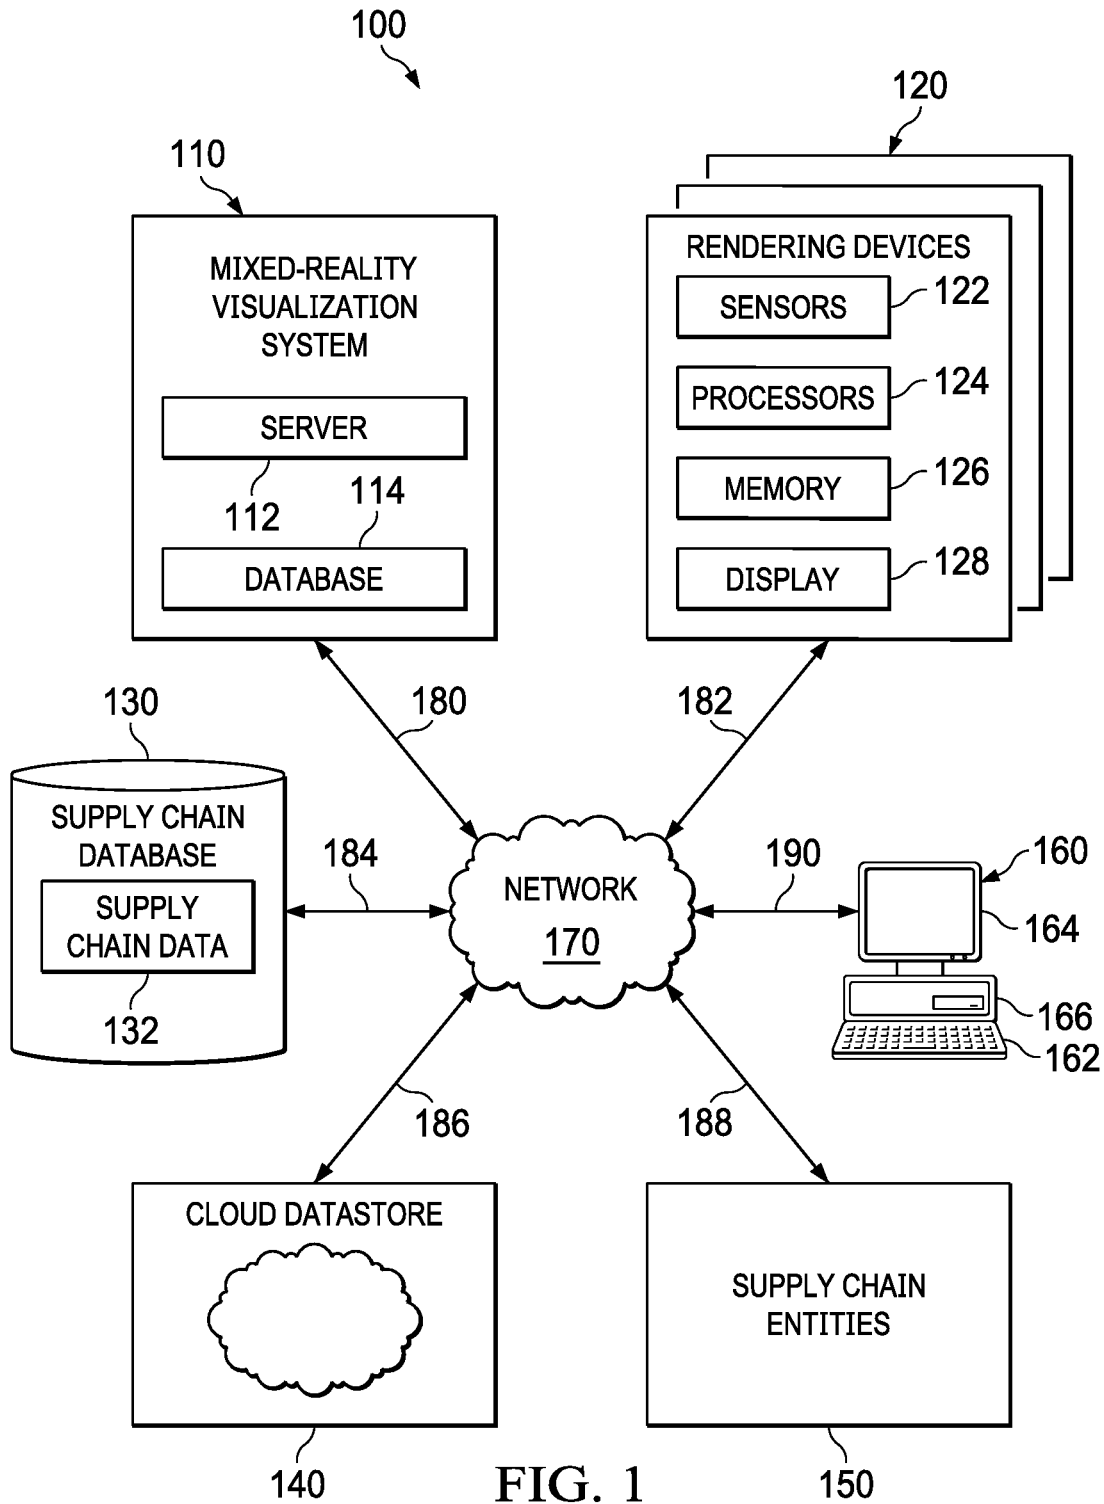 100
110
120
MIXED-REALITY
VISUALIZATION
SYSTEM
SERVER
112
114
DATABASE
RENDERING DEVICES
SENSORS
122
PROCESSORS
124
MEMORY
126
DISPLAY
128
180
182
130
SUPPLY CHAIN
DATABASE
SUPPLY
CHAIN DATA
132
184
NETWORK
170
190
160
164
166
162
186
188
CLOUD DATASTORE
140
SUPPLY CHAIN
ENTITIES
150
FIG. 1